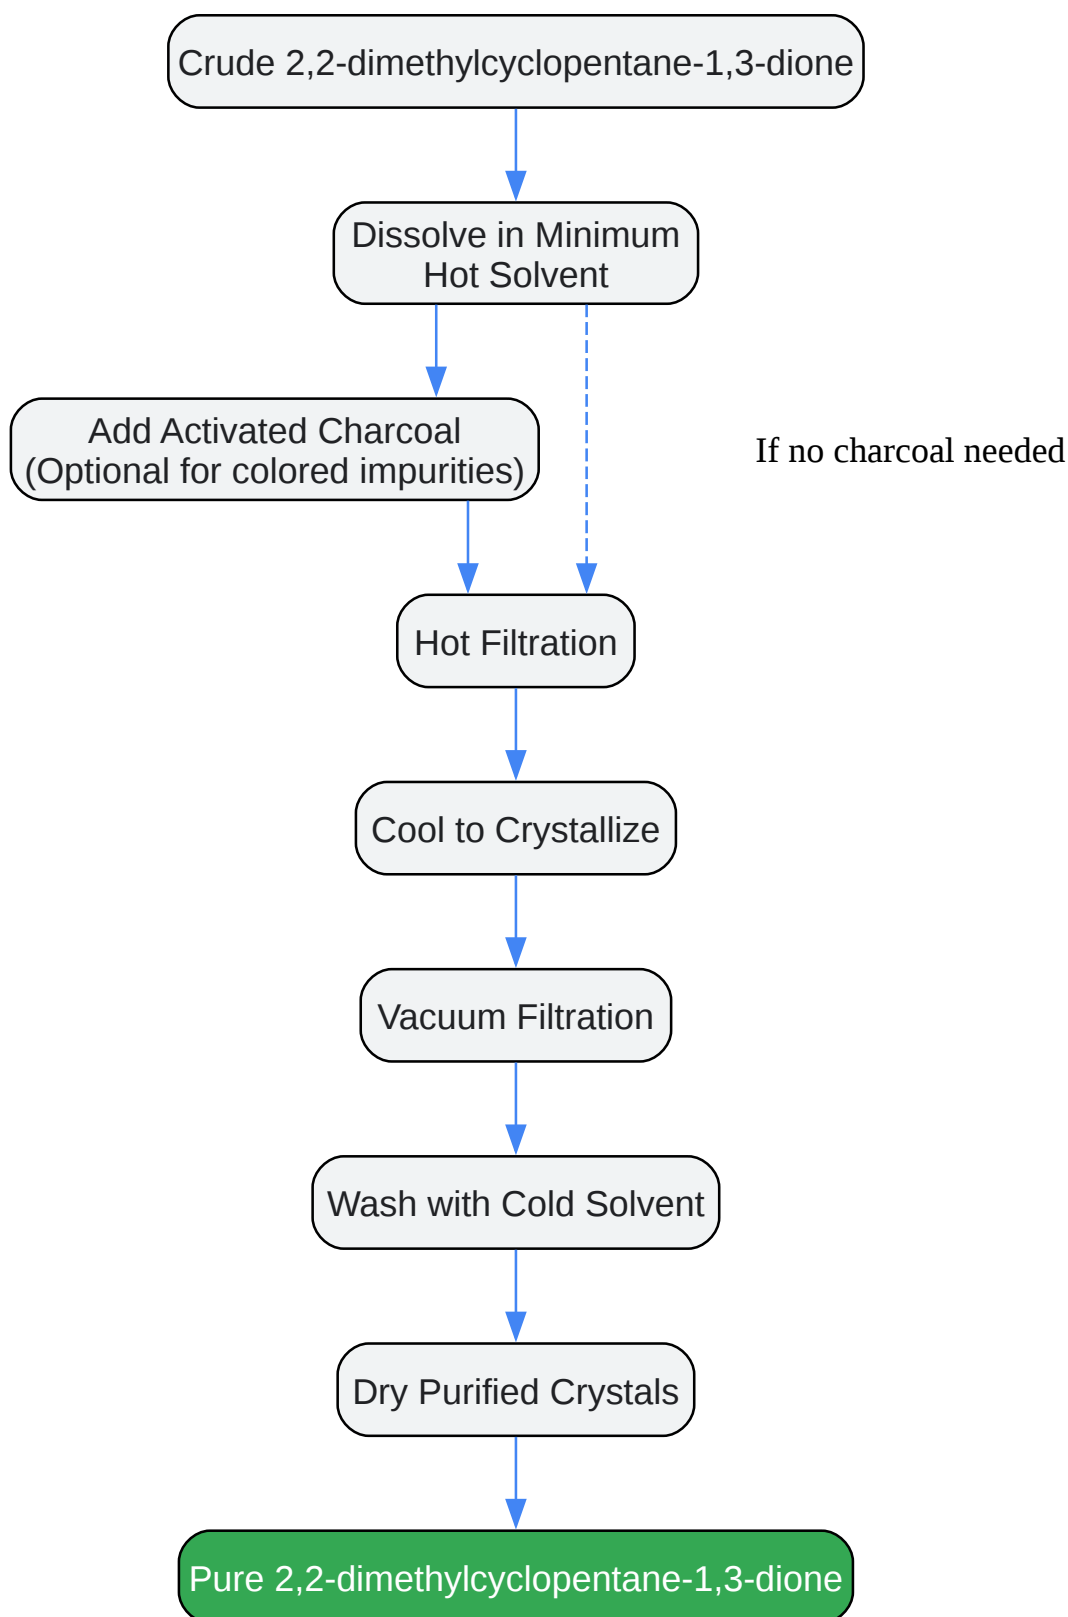 Crude 2,2-dimethylcyclopentane-1,3-dione
Dissolve in Minimum
Hot Solvent
Add Activated Charcoal
(Optional for colored impurities)
If no charcoal needed
Hot Filtration
Cool to Crystallize
Vacuum Filtration
Wash with Cold Solvent
Dry Purified Crystals
Pure 2,2-dimethylcyclopentane-1,3-dione